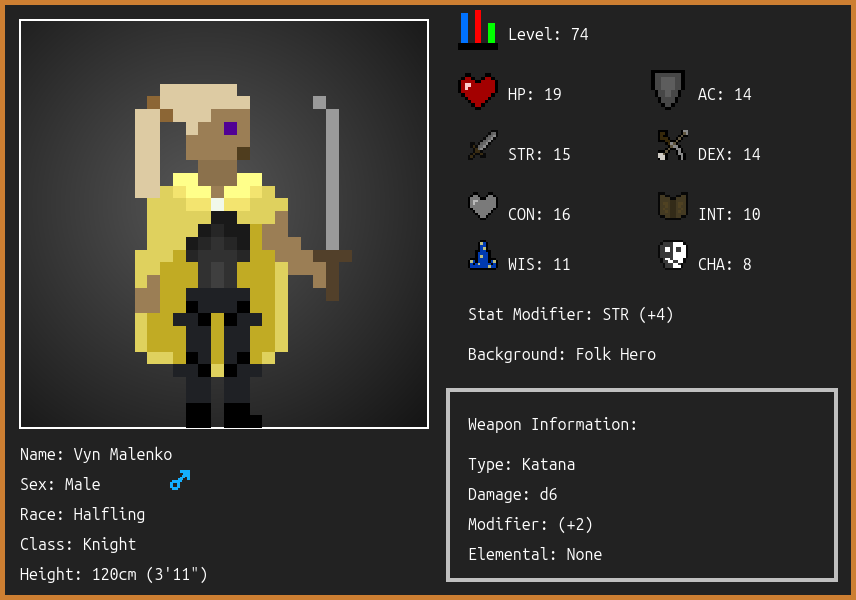 Level: 74
HP: 19
AC: 14
STR: 15
DEX: 14
CON: 16
INT: 10
WIS: 11
CHA: 8
Stat Modifier: STR (+4)
Background: Folk Hero
Weapon Information:
Type: Katana
Damage: d6
Modifier: (+2)
Elemental: None
Name: Vyn Malenko
Sex: Male
Race: Halfling
Class: Knight
Height: 120cm (3'11")